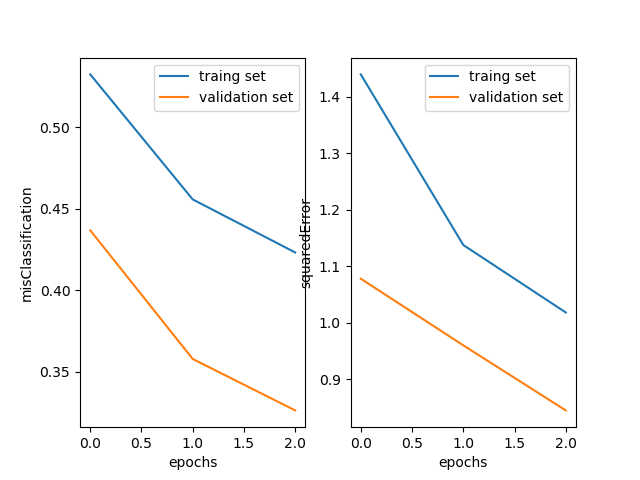 traing set
validation set
0.50
0.45
0.40
0.35
misClassification
0.0 0.5 1.0 1.5 2.0
epochs
traing set
validation set
1.4
1.3
1.2
1.1
1.0
0.9
squaredError
0.0 0.5 1.0 1.5 2.0
epochs